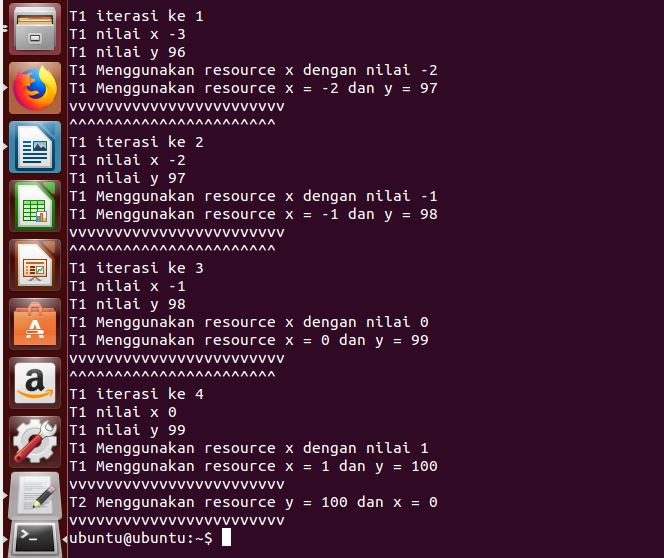 T1 iterasi ke 1
T1 nilai x -3
T1 nilai y 96
T1 Menggunakan resource x dengan nilai -2
T1 Menggunakan resource x = -2 dan y = 97
vvvvvvvvvvvvvvvvvvvvvvvv
^^^^^^^^^^^^^^^^^^^^^^^
T1 iterasi ke 2
T1 nilai x -2
T1 nilai y 97
T1 Menggunakan resource x dengan nilai -1
T1 Menggunakan resource x = -1 dan y = 98
vvvvvvvvvvvvvvvvvvvvvvvv
^^^^^^^^^^^^^^^^^^^^^^^
T1 iterasi ke 3
T1 nilai x -1
T1 nilai y 98
T1 Menggunakan resource x dengan nilai 0
T1 Menggunakan resource x = 0 dan y = 99
vvvvvvvvvvvvvvvvvvvvvvvv
^^^^^^^^^^^^^^^^^^^^^^^
T1 iterasi ke 4
T1 nilai x 0
T1 nilai y 99
T1 Menggunakan resource x dengan nilai 1
T1 Menggunakan resource x = 1 dan y = 100
vvvvvvvvvvvvvvvvvvvvvvvv
T2 Menggunakan resource y = 100 dan x = 0
vvvvvvvvvvvvvvvvvvvvvvvv
ubuntu@ubuntu:~$